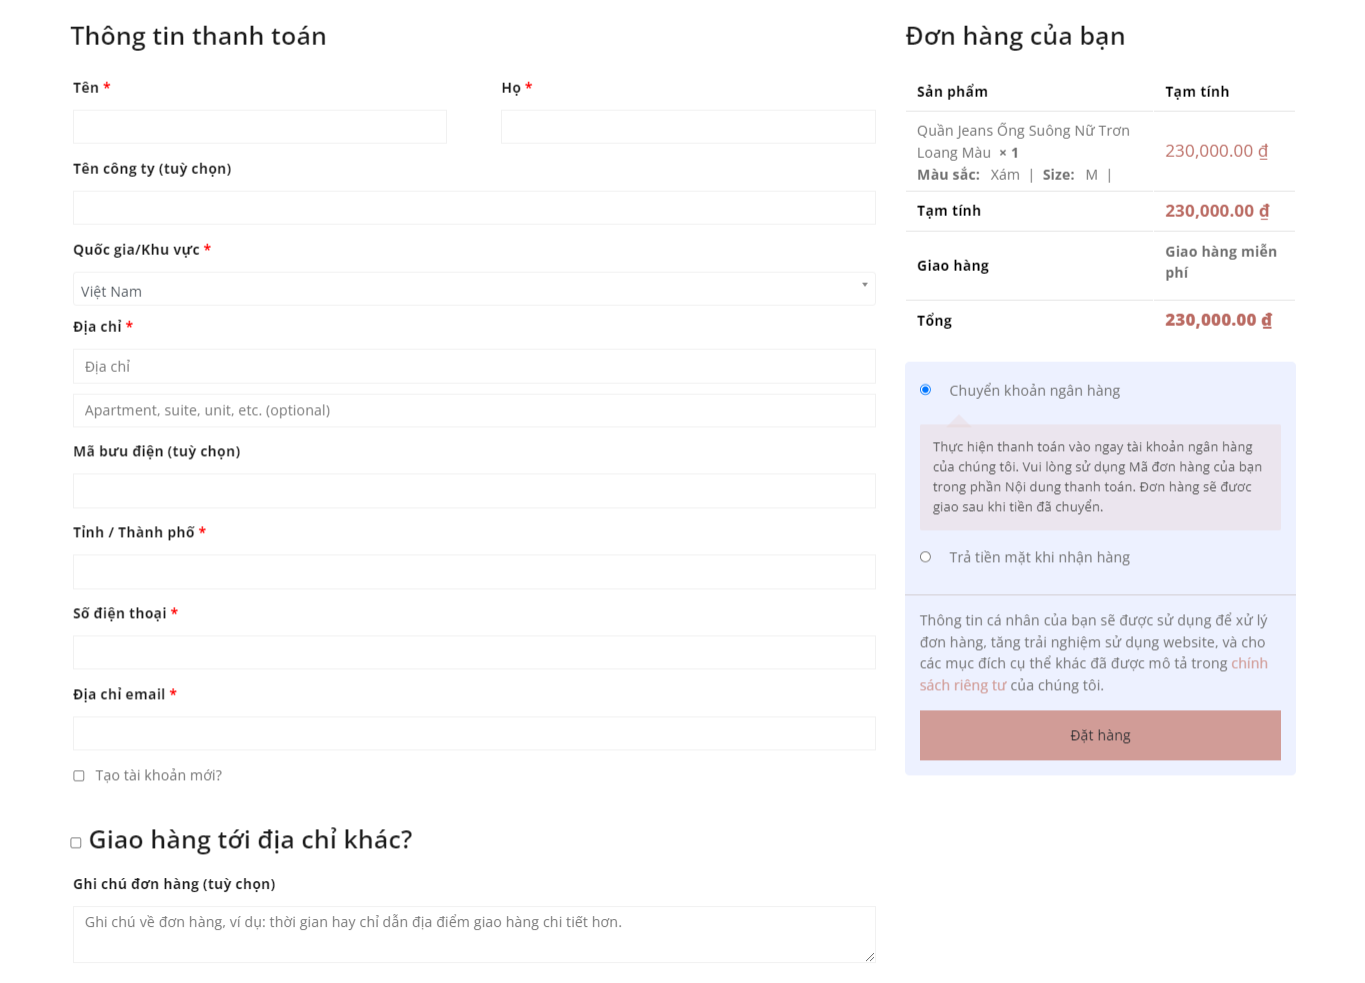 Thông tin thanh toán
Tên *
Họ *
Tên công ty (tuỳ chọn)
Quốc gia/Khu vực *
Việt Nam
Địa chỉ *
Địa chỉ
Apartment, suite, unit, etc. (optional)
Mã bưu điện (tuỳ chọn)
Tỉnh / Thành phố *
Số điện thoại *
Địa chỉ email *
Tạo tài khoản mới?
Giao hàng tới địa chỉ khác?
Ghi chú đơn hàng (tuỳ chọn)
Ghi chú về đơn hàng, ví dụ: thời gian hay chỉ dẫn địa điểm giao hàng chi tiết hơn.
Đơn hàng của bạn
Sản phẩm Tạm tính
Quần Jeans Ống Suông Nữ Trơn
Loang Màu × 1
Màu sắc: Xám | Size: M |
230,000.00 ₫
Tạm tính 230,000.00 ₫
Giao hàng
Giao hàng miễn
phí
Tổng 230,000.00 ₫
Chuyển khoản ngân hàng
Thực hiện thanh toán vào ngay tài khoản ngân hàng
của chúng tôi. Vui lòng sử dụng Mã đơn hàng của bạn
trong phần Nội dung thanh toán. Đơn hàng sẽ đươc
giao sau khi tiền đã chuyển.
Trả tiền mặt khi nhận hàng
Thông tin cá nhân của bạn sẽ được sử dụng để xử lý
đơn hàng, tăng trải nghiệm sử dụng website, và cho
các mục đích cụ thể khác đã được mô tả trong chính
sách riêng tư của chúng tôi.
Đặt hàng